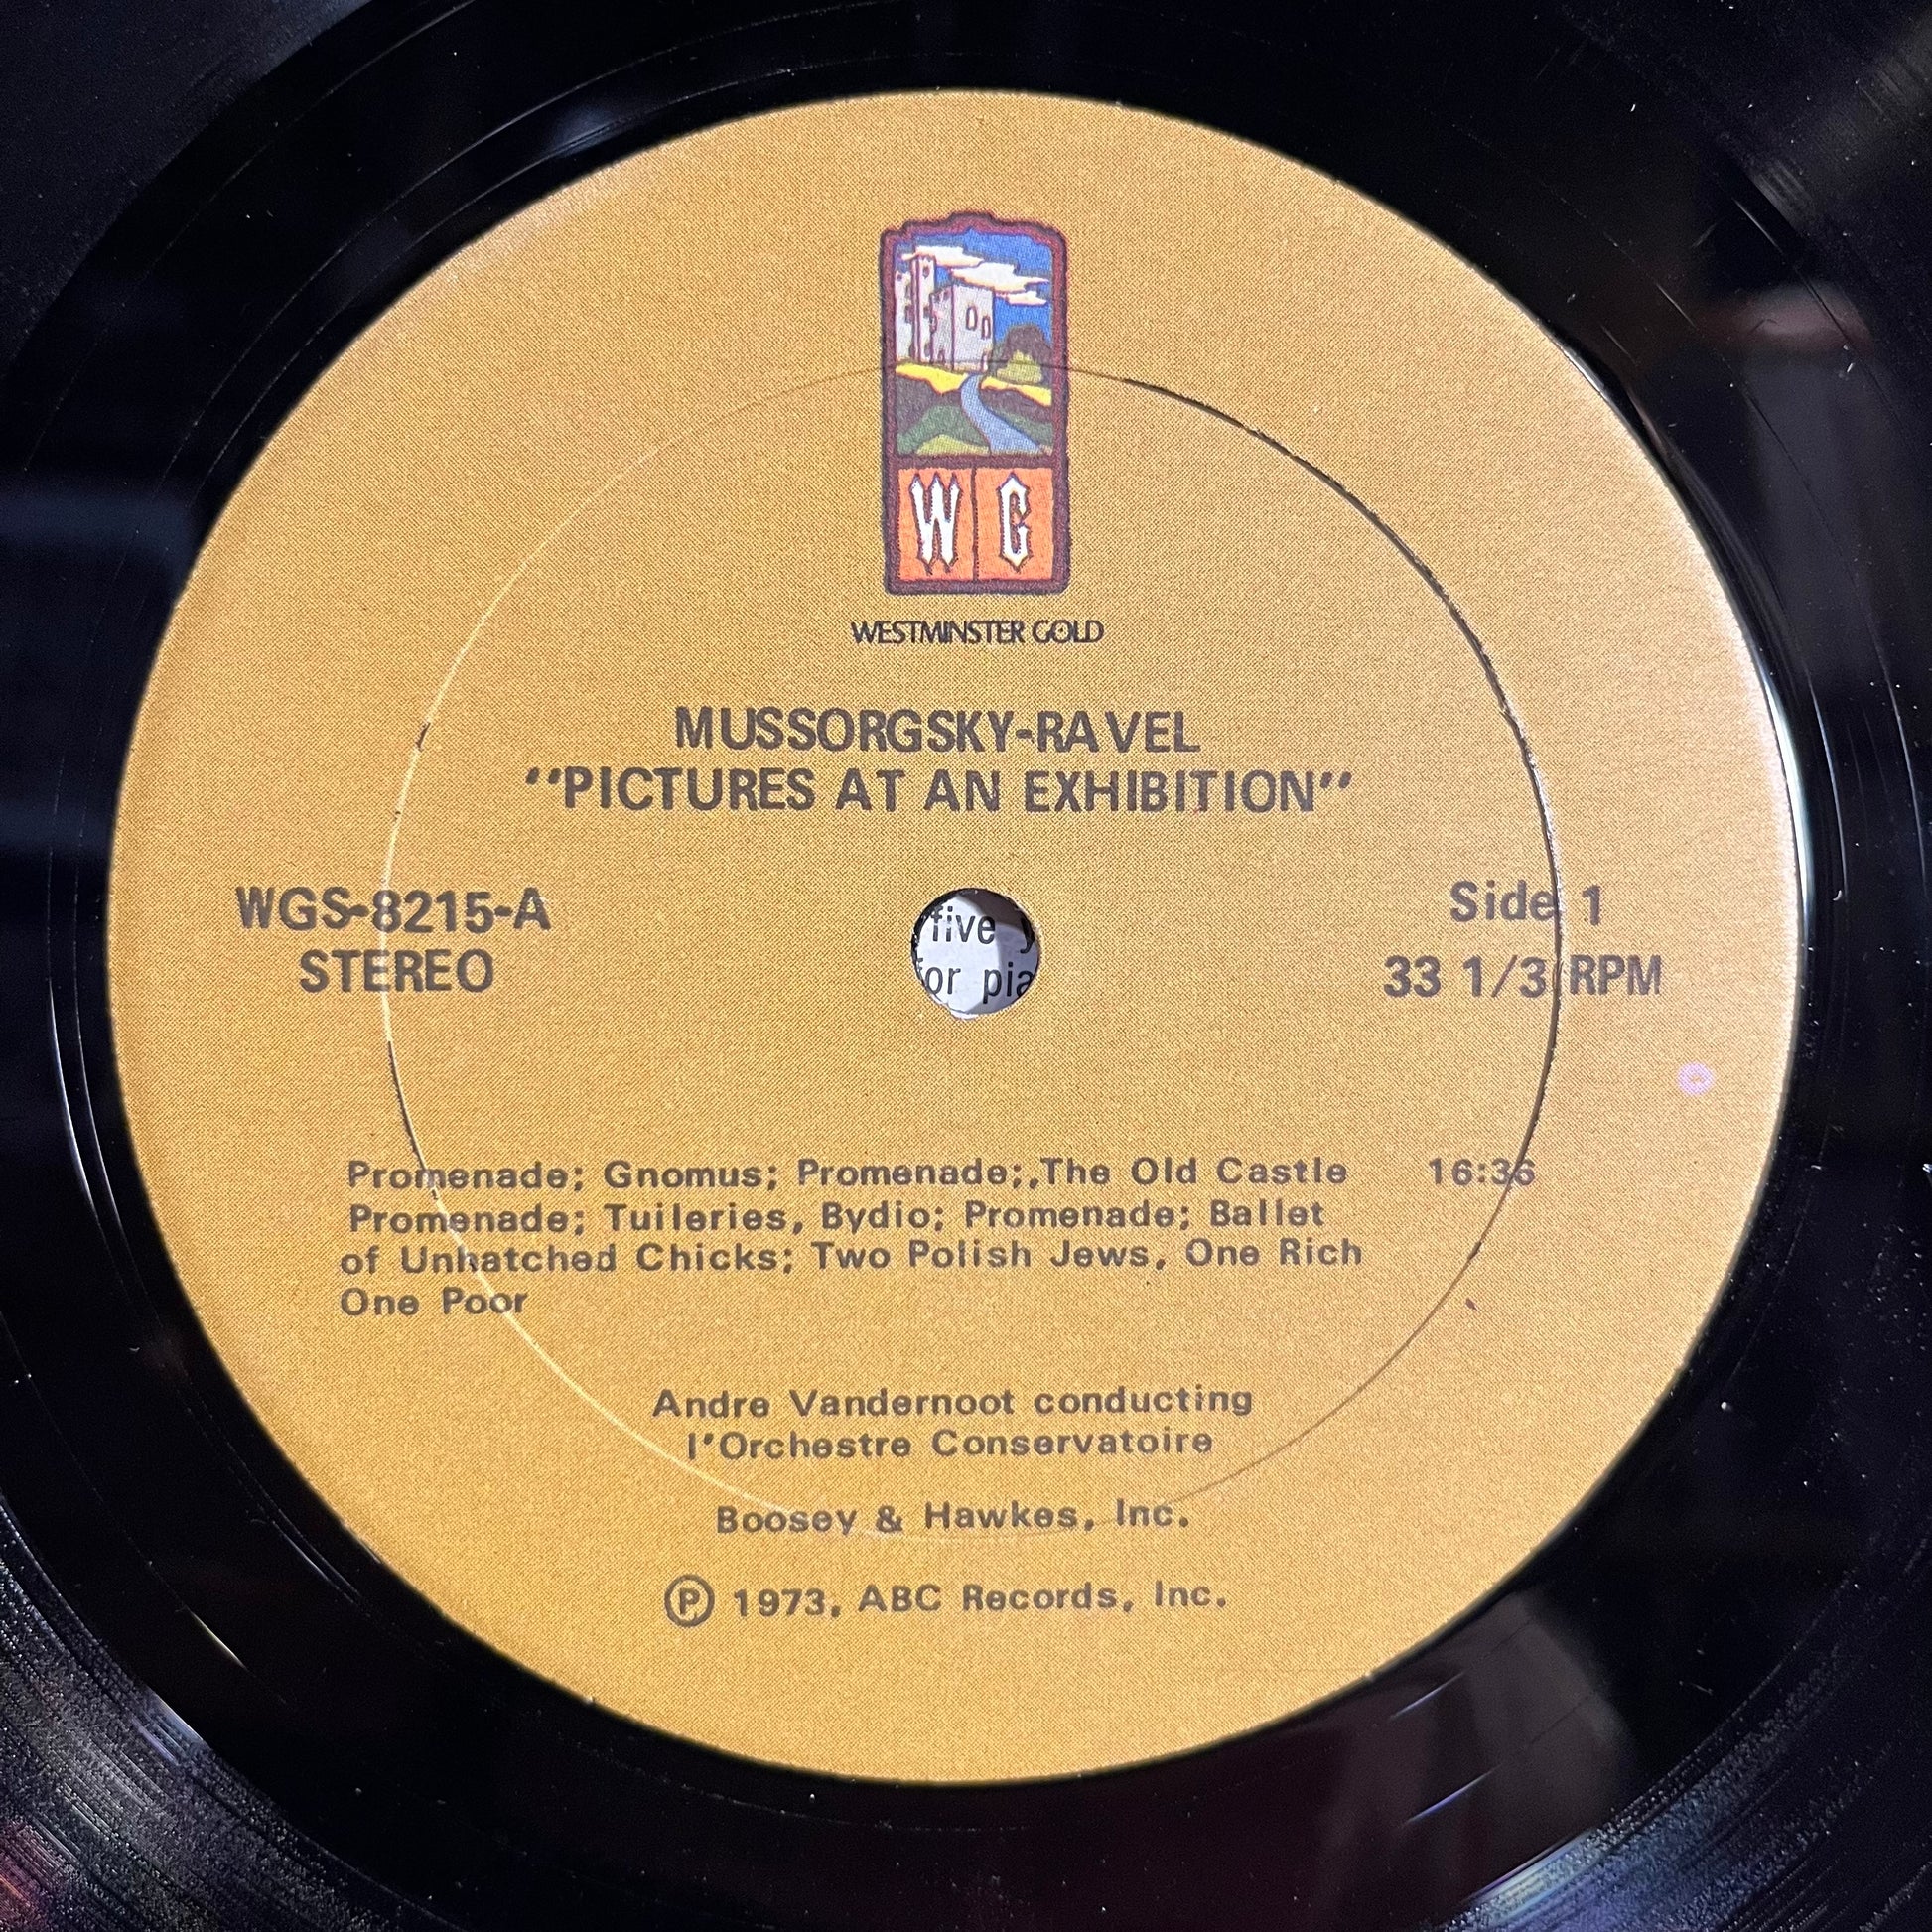 W G
WESTMINSTER GOLD
MUSSORGSKY-RAVEL
"PICTURES AT AN EXHIBITION"
WGS-8215-A
STEREO
five
or
Side 1
33 1/3 RPM
Promenade; Gnomus; Promenade;,The Old Castle 16:36
Promenade; Tuileries, Bydio; Promenade; Ballet
of Unhatched Chicks; Two Polish Jews, One Rich
One Poor
Andre Vandernoot conducting
l'Orchestre Conservatoire
Boosey & Hawkes, Inc.
Ⓟ 1973, ABC Records, Inc.